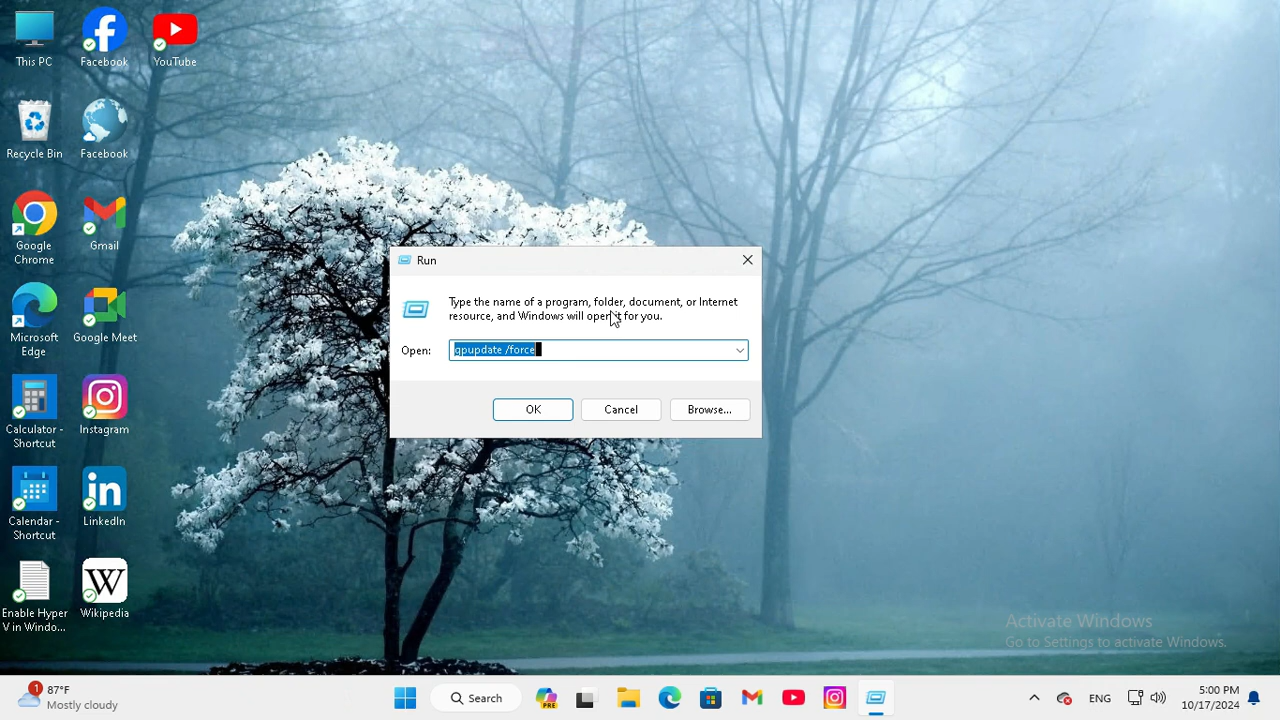 This PC
Facebook
YouTube
Recycle Bin
Facebook
Google
Chrome
Gmail
Microsoft
Edge
Google Meet
Calculator -
Shortcut
Instagram
Calendar -
Shortcut
LinkedIn
Enable Hyper
V in Windo...
Wikipedia
Run
Type the name of a program, folder, document, or Internet
resource, and Windows will open it for you.
Open:
gpupdate /force
OK
Cancel
Browse...
Activate Windows
Go to Settings to activate Windows.
1
87°F
Mostly cloudy
Search
PRE
ENG
5:00 PM
10/17/2024